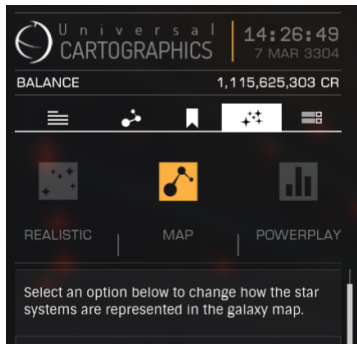 Universal
CARTOGRAPHICS
14:26:49
7 MAR 3304
BALANCE 1,115,625,303 CR
REALISTIC | MAP | POWERPLAY
Select an option below to change how the star
systems are represented in the galaxy map.